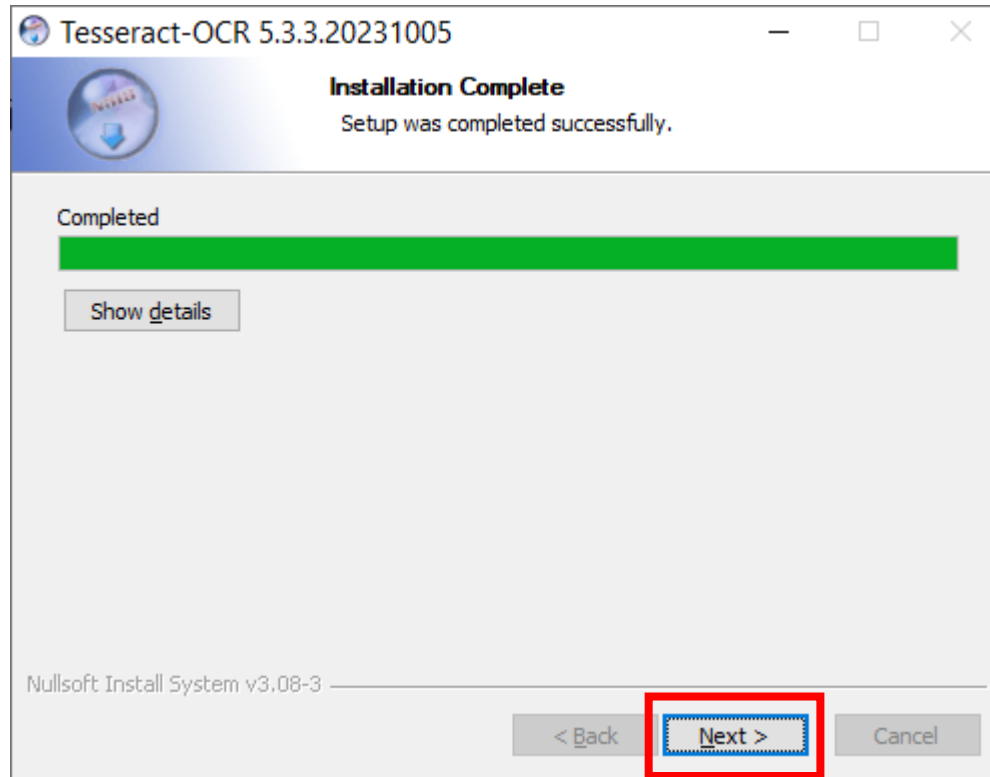 Tesseract-OCR 5.3.3.20231005
Installation Complete
Setup was completed successfully.
Completed
Show details
Nullsoft Install System v3.08-3
< Back Next > Cancel